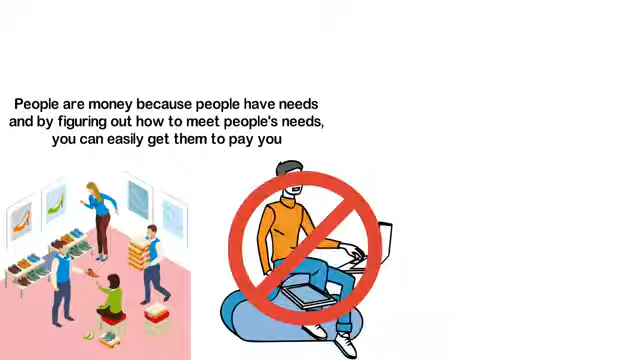 People are money because people have needs
and by figuring out how to meet people's needs,
you can easily get them to pay you